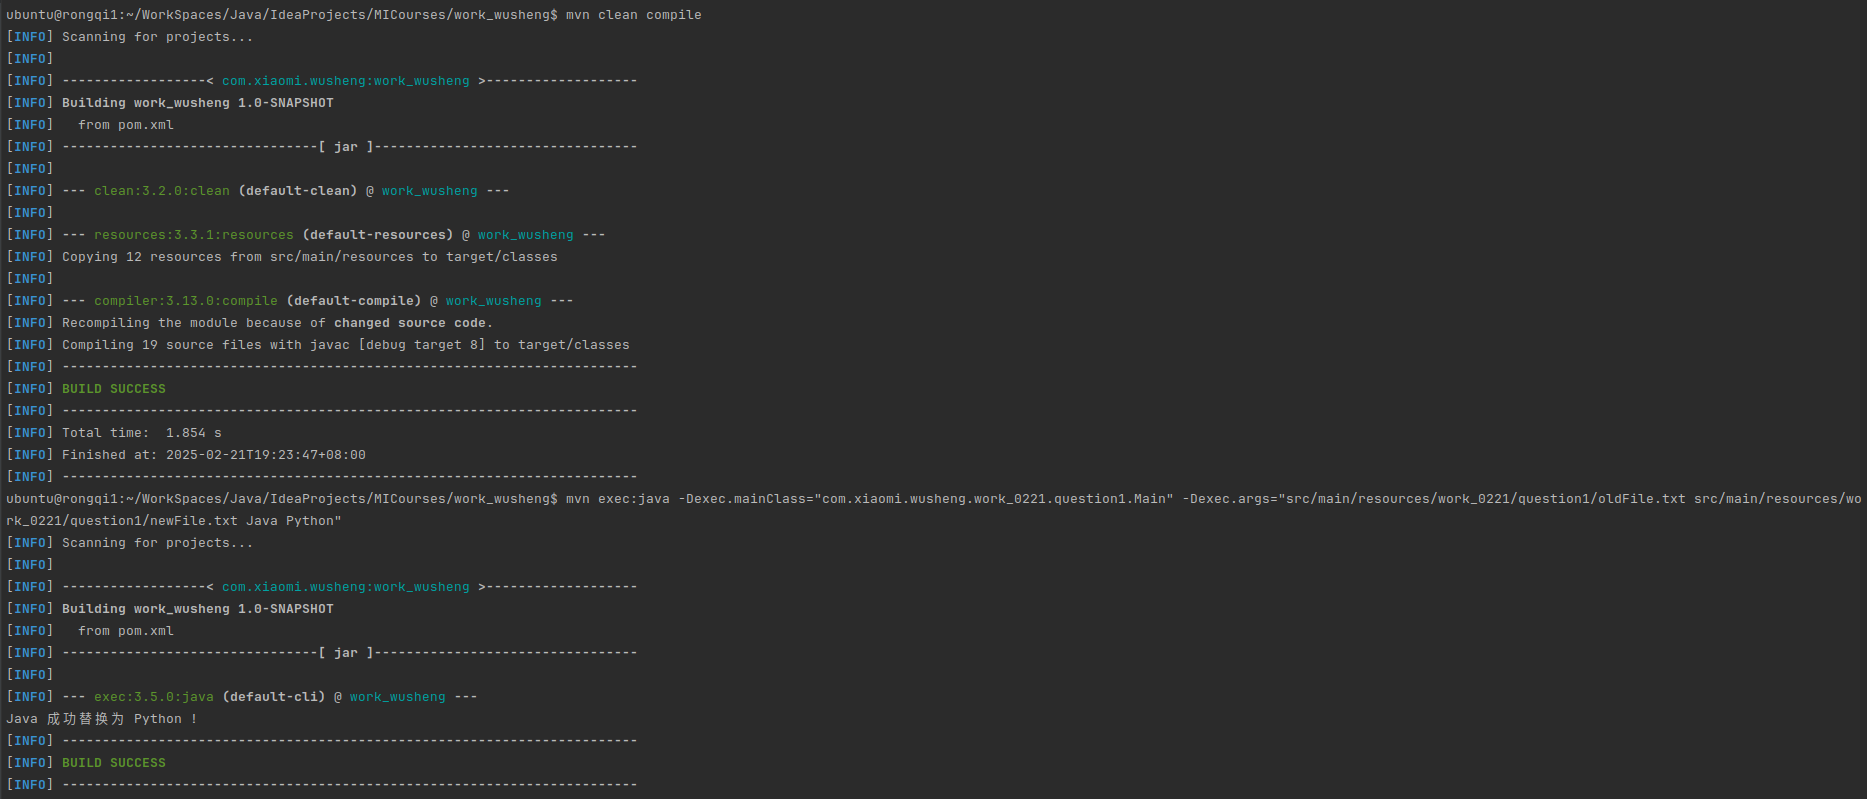 ubuntu@rongqi1:~/WorkSpaces/Java/IdeaProjects/MICourses/work_wusheng$ mvn clean compile
[INFO] Scanning for projects...
[INFO]
[INFO] ------------------< com.xiaomi.wusheng:work_wusheng >-------------------
[INFO] Building work_wusheng 1.0-SNAPSHOT
[INFO]   from pom.xml
[INFO] --------------------------------[ jar ]---------------------------------
[INFO]
[INFO] --- clean:3.2.0:clean (default-clean) @ work_wusheng ---
[INFO]
[INFO] --- resources:3.3.1:resources (default-resources) @ work_wusheng ---
[INFO] Copying 12 resources from src/main/resources to target/classes
[INFO]
[INFO] --- compiler:3.13.0:compile (default-compile) @ work_wusheng ---
[INFO] Recompiling the module because of changed source code.
[INFO] Compiling 19 source files with javac [debug target 8] to target/classes
[INFO] ------------------------------------------------------------------------
[INFO] BUILD SUCCESS
[INFO] ------------------------------------------------------------------------
[INFO] Total time:  1.854 s
[INFO] Finished at: 2025-02-21T19:23:47+08:00
[INFO] ------------------------------------------------------------------------
ubuntu@rongqi1:~/WorkSpaces/Java/IdeaProjects/MICourses/work_wusheng$ mvn exec:java -Dexec.mainClass="com.xiaomi.wusheng.work_0221.question1.Main" -Dexec.args="src/main/resources/work_0221/question1/oldFile.txt src/main/resources/wo
rk_0221/question1/newFile.txt Java Python"
[INFO] Scanning for projects...
[INFO]
[INFO] ------------------< com.xiaomi.wusheng:work_wusheng >-------------------
[INFO] Building work_wusheng 1.0-SNAPSHOT
[INFO]   from pom.xml
[INFO] --------------------------------[ jar ]---------------------------------
[INFO]
[INFO] --- exec:3.5.0:java (default-cli) @ work_wusheng ---
Java 成功替换为 Python !
[INFO] ------------------------------------------------------------------------
[INFO] BUILD SUCCESS
[INFO] ------------------------------------------------------------------------